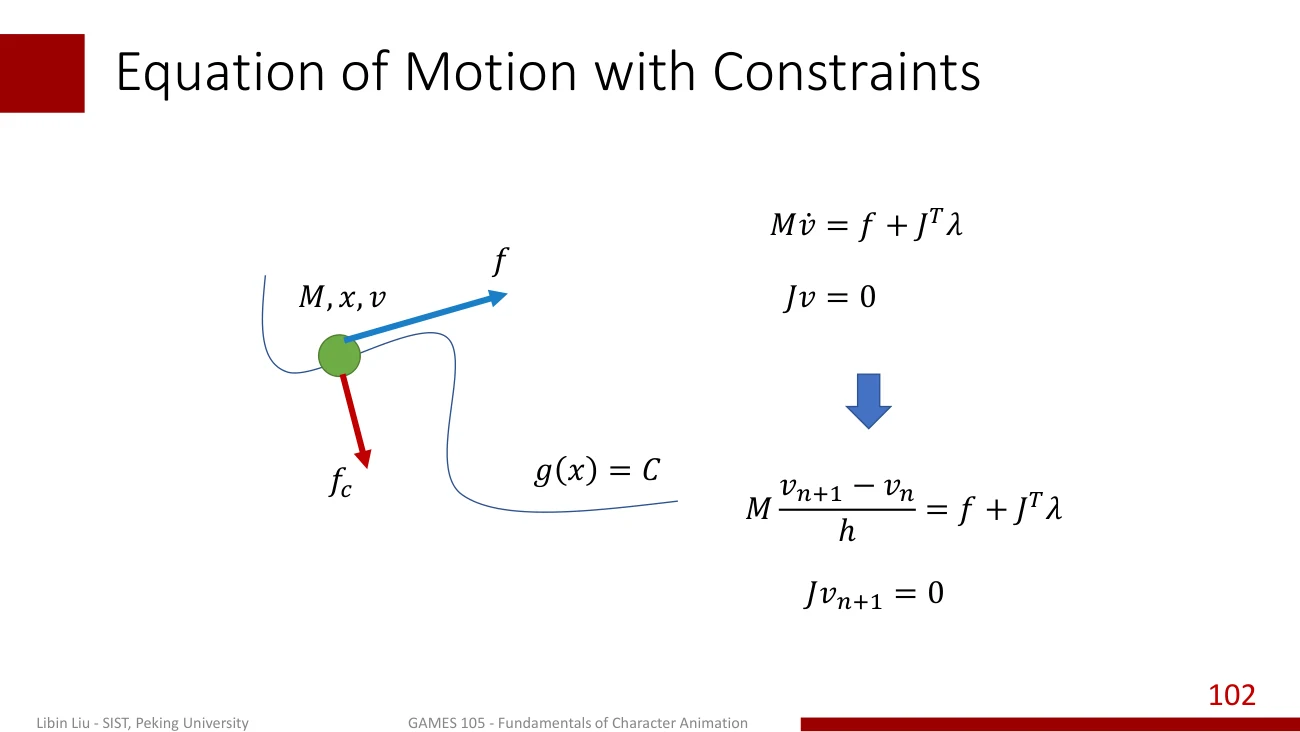 Equation of Motion with Constraints
M, x, v
f
f_c
g(x) = C
Mv̇ = f + J^T λ
Jv = 0
M (v_{n+1} − v_n)/h = f + J^T λ
Jv_{n+1} = 0
102
Libin Liu - SIST, Peking University
GAMES 105 - Fundamentals of Character Animation